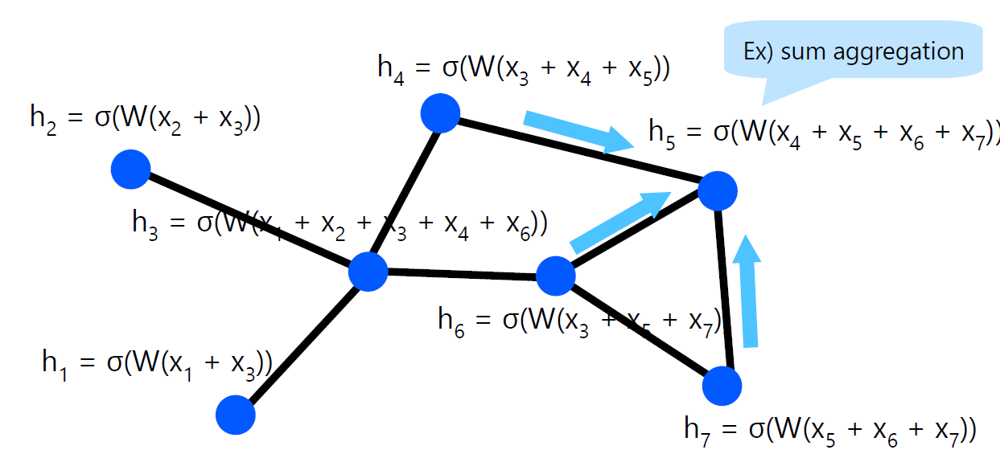 Ex) sum aggregation
h₄ = σ(W(x₃ + x₄ + x₅))
h₂ = σ(W(x₂ + x₃))
h₅ = σ(W(x₄ + x₅ + x₆ + x₇))
h₃ = σ(W(x₁ + x₂ + x₃ + x₄ + x₆))
h₆ = σ(W(x₃ + x₅ + x₇)
h₁ = σ(W(x₁ + x₃))
h₇ = σ(W(x₅ + x₆ + x₇))